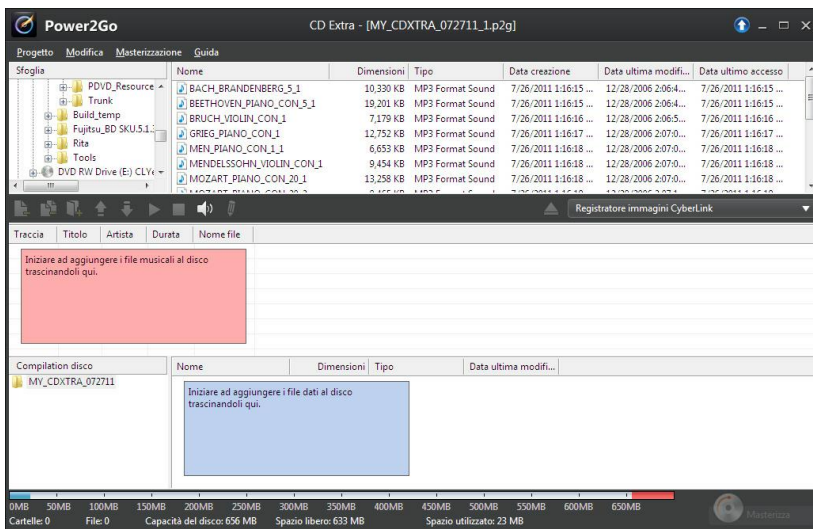 Power2Go
CD Extra - [MY_CDXTRA_072711_1.p2g]
Progetto Modifica Masterizzazione Guida
Sfoglia
PDVD_Resource
Trunk
Build_temp
Fujitsu_BD SKU.5.1.
Rita
Tools
DVD RW Drive (E:) CLYe
Nome Dimensioni Tipo Data creazione Data ultima modifi... Data ultimo accesso
BACH_BRANDENBERG_5_1 10,330 KB MP3 Format Sound 7/26/2011 1:16:15 ... 12/28/2006 2:06:4... 7/26/2011 1:16:15 ...
BEETHOVEN_PIANO_CON_5_1 19,201 KB MP3 Format Sound 7/26/2011 1:16:15 ... 12/28/2006 2:06:4... 7/26/2011 1:16:15 ...
BRUCH_VIOLIN_CON_1 7,179 KB MP3 Format Sound 7/26/2011 1:16:16 ... 12/28/2006 2:06:5... 7/26/2011 1:16:16 ...
GRIEG_PIANO_CON_1 12,752 KB MP3 Format Sound 7/26/2011 1:16:17 ... 12/28/2006 2:07:0... 7/26/2011 1:16:17 ...
MEN_PIANO_CON_1_1 6,653 KB MP3 Format Sound 7/26/2011 1:16:18 ... 12/28/2006 2:07:0... 7/26/2011 1:16:18 ...
MENDELSSOHN_VIOLIN_CON_1 9,454 KB MP3 Format Sound 7/26/2011 1:16:18 ... 12/28/2006 2:07:0... 7/26/2011 1:16:18 ...
MOZART_PIANO_CON_20_1 13,258 KB MP3 Format Sound 7/26/2011 1:16:18 ... 12/28/2006 2:07:0... 7/26/2011 1:16:18 ...
Registratore immagini CyberLink
Traccia Titolo Artista Durata Nome file
Iniziare ad aggiungere i file musicali al disco
trascinandoli qui.
Compilation disco
MY_CDXTRA_072711
Nome Dimensioni Tipo Data ultima modifi...
Iniziare ad aggiungere i file dati al disco
trascinandoli qui.
0MB 50MB 100MB 150MB 200MB 250MB 300MB 350MB 400MB 450MB 500MB 550MB 600MB 650MB
Cartelle: 0 File: 0 Capacità del disco: 656 MB Spazio libero: 633 MB Spazio utilizzato: 23 MB
Masterizza